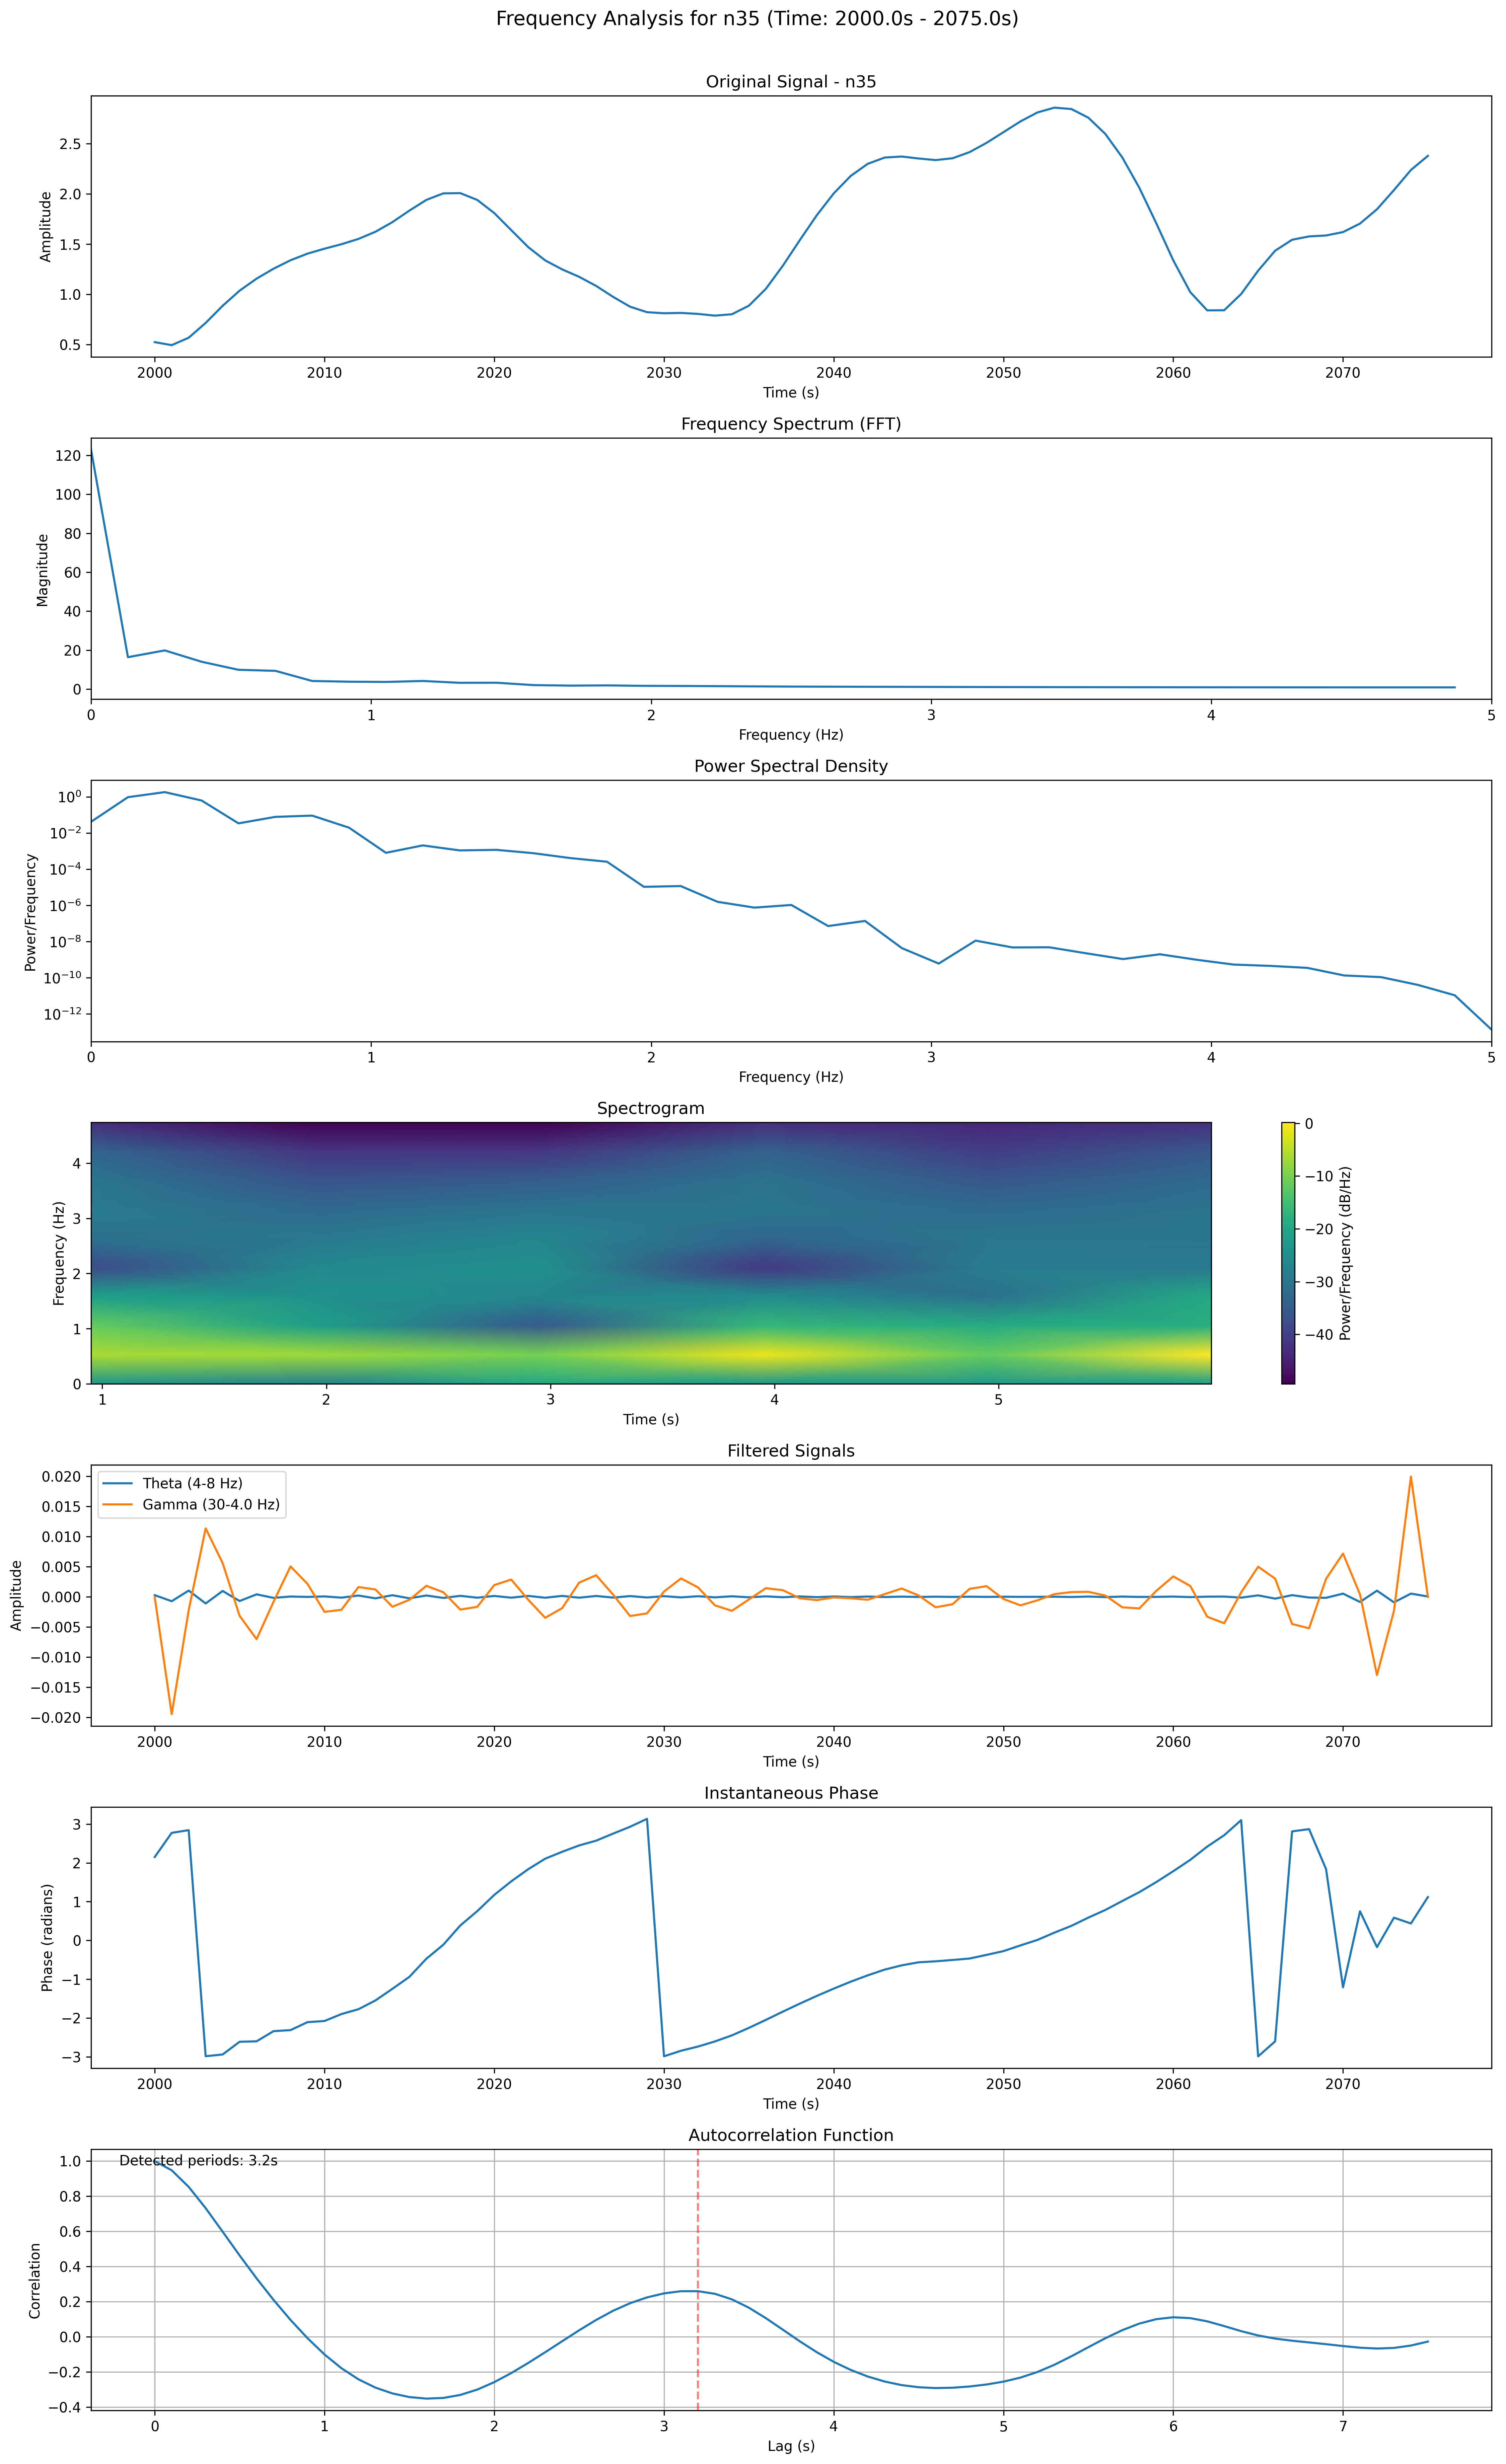 Frequency Analysis for n35 (Time: 2000.0s - 2075.0s)
Original Signal - n35
Amplitude
2.5
2.0
1.5
1.0
0.5
2000 2010 2020 2030 2040 2050 2060 2070
Time (s)
Frequency Spectrum (FFT)
Magnitude
120
100
80
60
40
20
0
0 1 2 3 4 5
Frequency (Hz)
Power Spectral Density
Power/Frequency
10⁰
10⁻²
10⁻⁴
10⁻⁶
10⁻⁸
10⁻¹⁰
10⁻¹²
0 1 2 3 4 5
Frequency (Hz)
Spectrogram
Frequency (Hz)
4
3
2
1
0
1 2 3 4 5
Time (s)
0
−10
−20
−30
−40
Power/Frequency (dB/Hz)
Filtered Signals
Amplitude
0.020
0.015
0.010
0.005
0.000
−0.005
−0.010
−0.015
−0.020
Theta (4-8 Hz)
Gamma (30-4.0 Hz)
2000 2010 2020 2030 2040 2050 2060 2070
Time (s)
Instantaneous Phase
Phase (radians)
3
2
1
0
−1
−2
−3
2000 2010 2020 2030 2040 2050 2060 2070
Time (s)
Autocorrelation Function
Detected periods: 3.2s
Correlation
1.0
0.8
0.6
0.4
0.2
0.0
−0.2
−0.4
0 1 2 3 4 5 6 7
Lag (s)